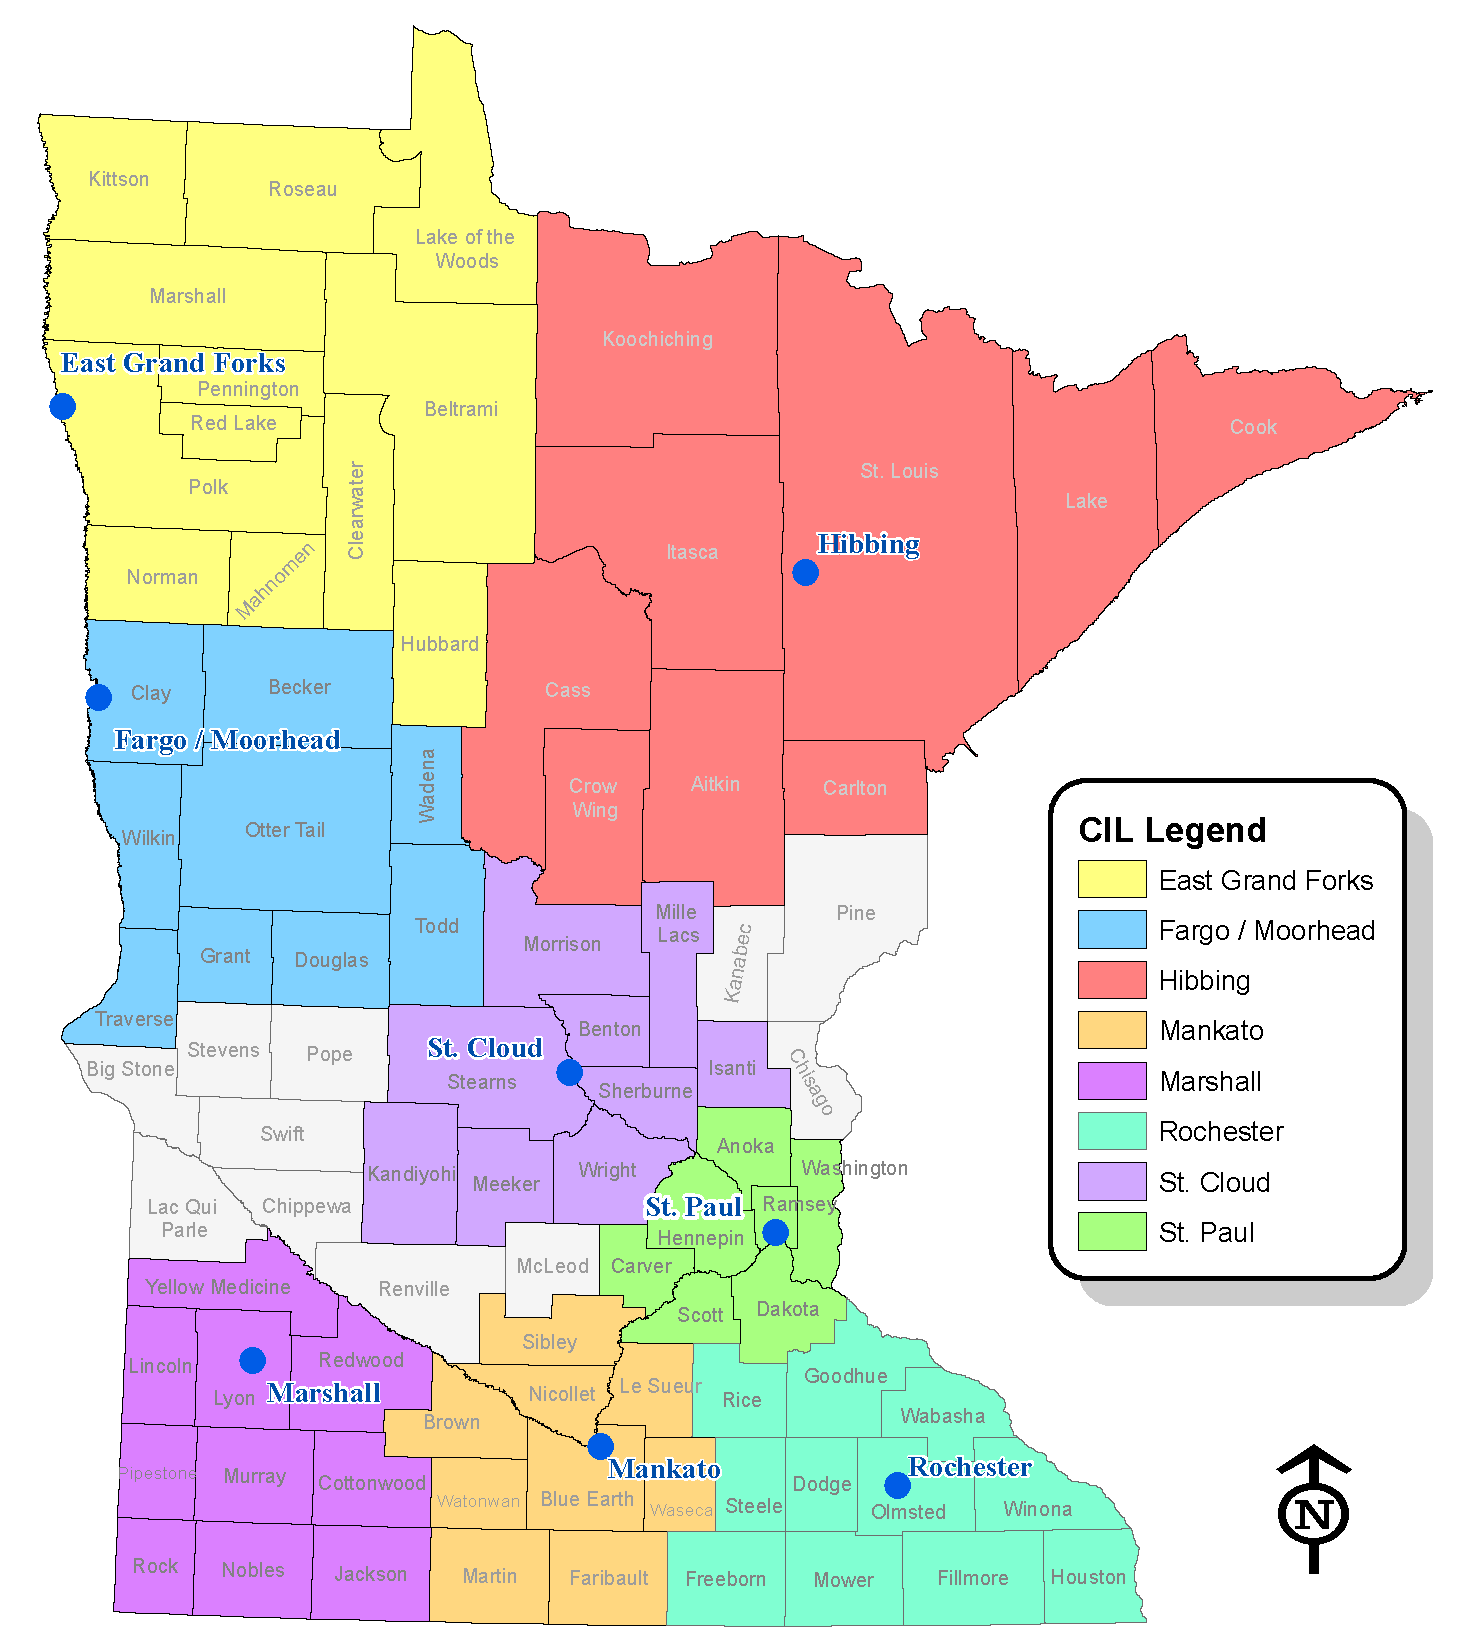 Kittson
Roseau
Lake of the
Woods
Marshall
Koochiching
East Grand Forks
Pennington
Red Lake
Beltrami
Cook
St. Louis
Lake
Polk
Clearwater
Itasca
Hibbing
Norman
Mahnomen
Hubbard
Clay
Becker
Cass
Fargo / Moorhead
Wadena
Crow
Wing
Aitkin
Carlton
Wilkin
Otter Tail
CIL Legend
East Grand Forks
Fargo / Moorhead
Hibbing
Mankato
Marshall
Rochester
St. Cloud
St. Paul
Todd
Morrison
Mille
Lacs
Kanabec
Pine
Grant
Douglas
Traverse
Stevens
Pope
Big Stone
St. Cloud
Stearns
Benton
Sherburne
Isanti
Chisago
Swift
Kandiyohi
Meeker
Wright
Anoka
Washington
Lac Qui
Parle
Chippewa
St. Paul
Ramsey
Hennepin
Yellow Medicine
Renville
McLeod
Carver
Scott
Dakota
Sibley
Lincoln
Lyon
Redwood
Marshall
Nicollet
Le Sueur
Rice
Goodhue
Wabasha
Brown
Pipestone
Murray
Cottonwood
Watonwan
Blue Earth
Mankato
Waseca
Steele
Dodge
Rochester
Olmsted
Winona
Rock
Nobles
Jackson
Martin
Faribault
Freeborn
Mower
Fillmore
Houston
N